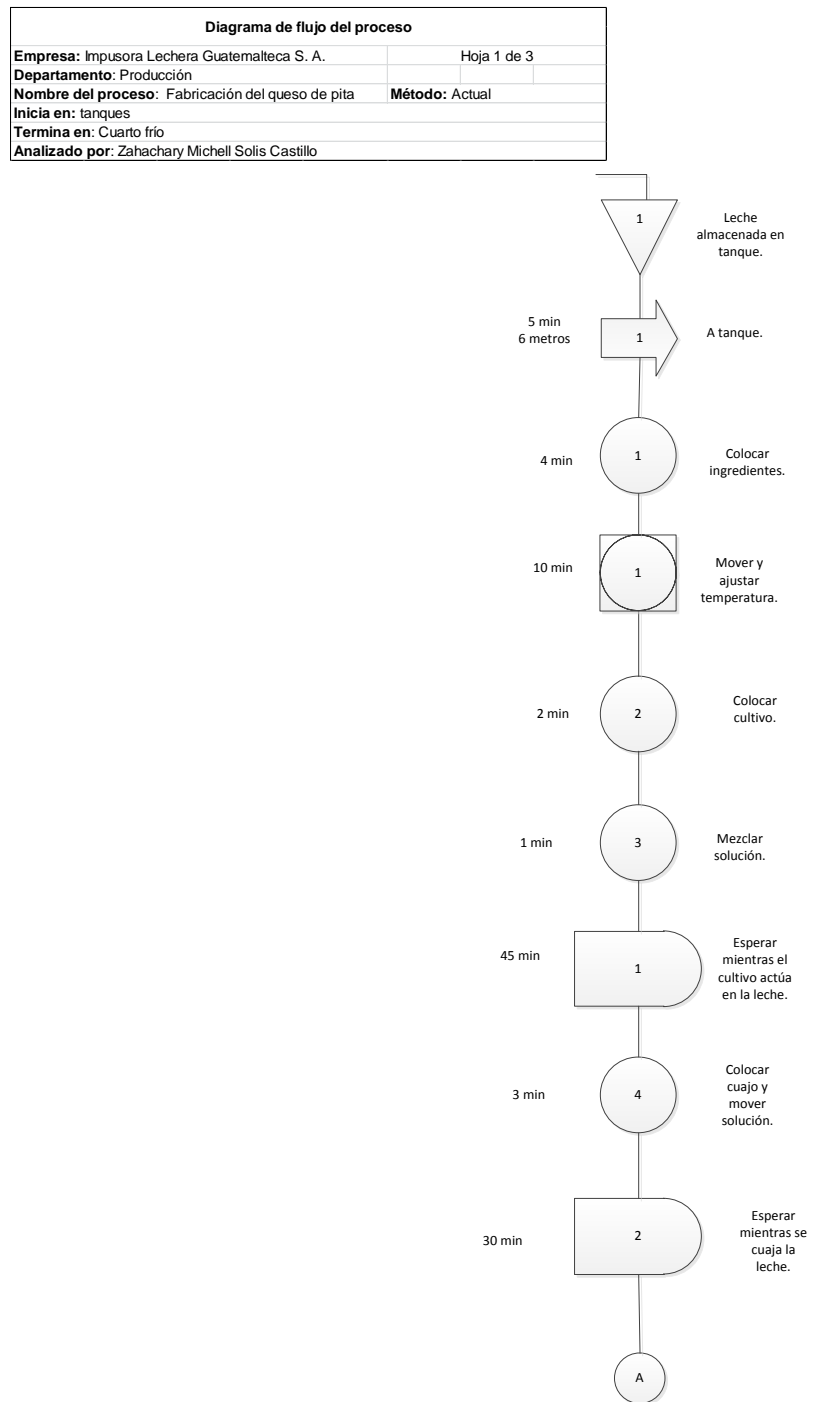 Diagrama de flujo del proceso
Empresa: Impusora Lechera Guatemalteca S. A. Hoja 1 de 3
Departamento: Producción
Nombre del proceso: Fabricación del queso de pita Método: Actual
Inicia en: tanques
Termina en: Cuarto frío
Analizado por: Zahachary Michell Solis Castillo
1
Leche
almacenada en
tanque.
5 min
6 metros
1
A tanque.
4 min
1
Colocar
ingredientes.
10 min
1
Mover y
ajustar
temperatura.
2 min
2
Colocar
cultivo.
1 min
3
Mezclar
solución.
45 min
1
Esperar
mientras el
cultivo actúa
en la leche.
3 min
4
Colocar
cuajo y
mover
solución.
30 min
2
Esperar
mientras se
cuaja la
leche.
A